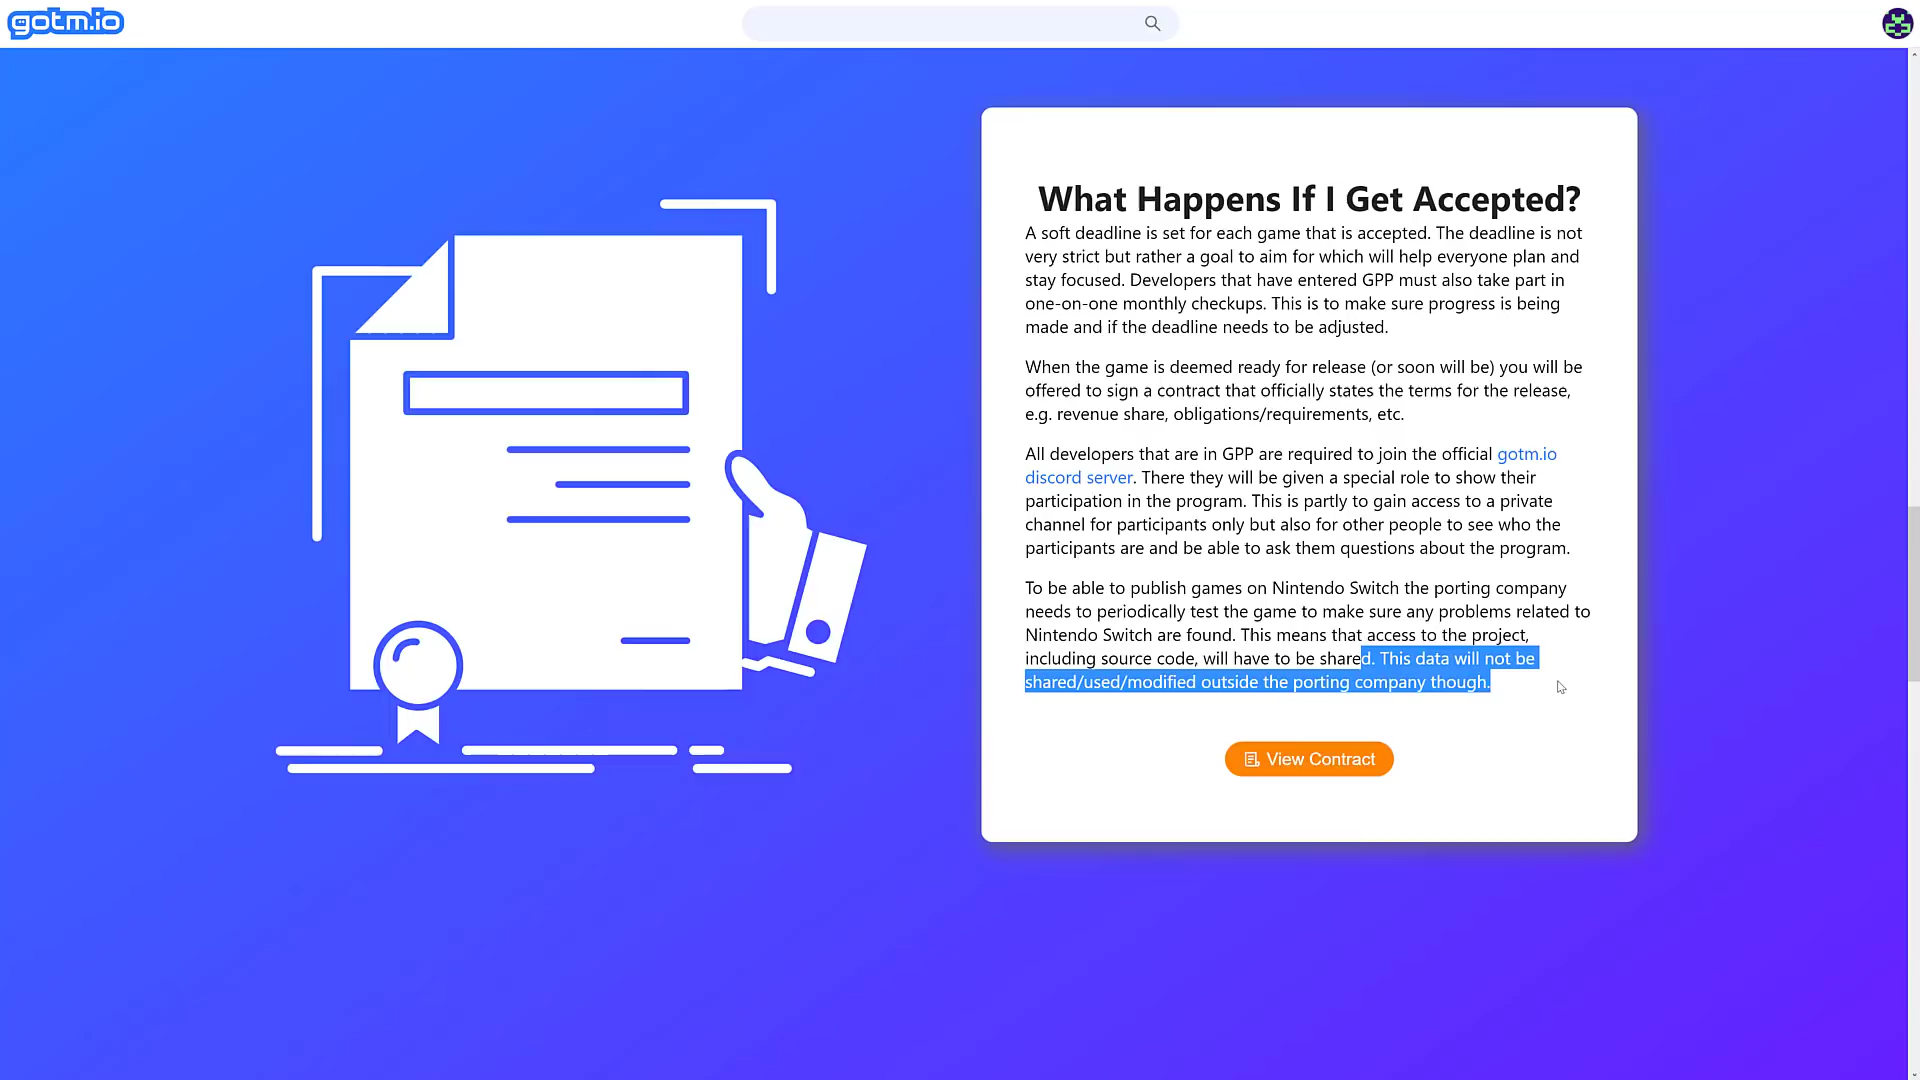 gotm.io
What Happens If I Get Accepted?
A soft deadline is set for each game that is accepted. The deadline is not
very strict but rather a goal to aim for which will help everyone plan and
stay focused. Developers that have entered GPP must also take part in
one-on-one monthly checkups. This is to make sure progress is being
made and if the deadline needs to be adjusted.
When the game is deemed ready for release (or soon will be) you will be
offered to sign a contract that officially states the terms for the release,
e.g. revenue share, obligations/requirements, etc.
All developers that are in GPP are required to join the official gotm.io
discord server. There they will be given a special role to show their
participation in the program. This is partly to gain access to a private
channel for participants only but also for other people to see who the
participants are and be able to ask them questions about the program.
To be able to publish games on Nintendo Switch the porting company
needs to periodically test the game to make sure any problems related to
Nintendo Switch are found. This means that access to the project,
including source code, will have to be shared. This data will not be
shared/used/modified outside the porting company though.
View Contract